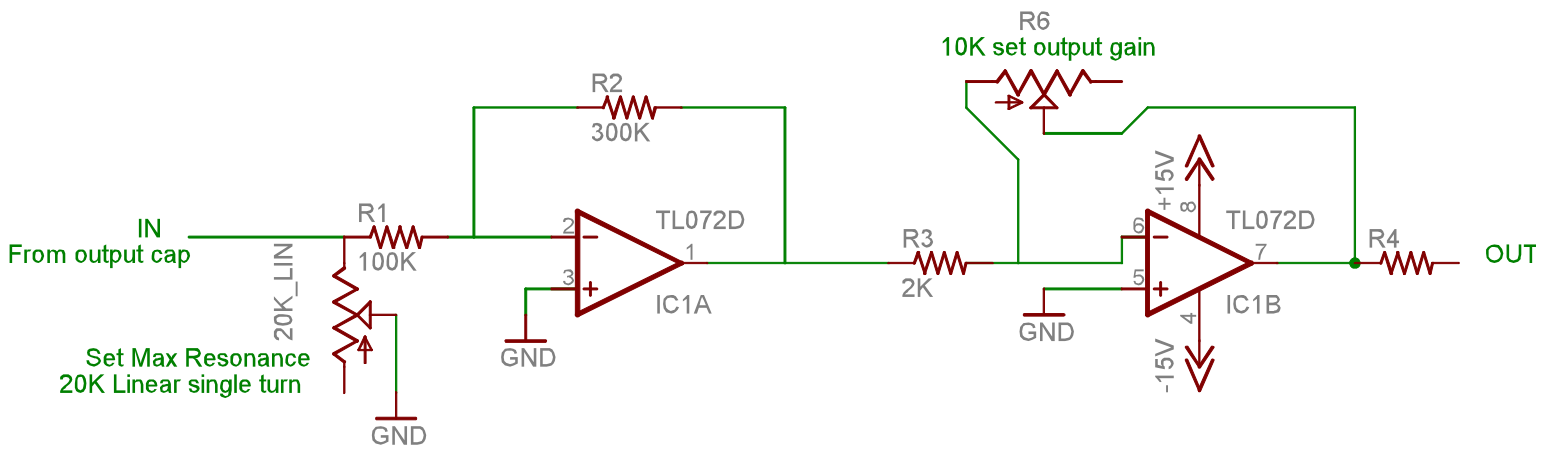 R6
10K set output gain
R2
300K
+15V
8
IN
From output cap
R1
100K
20K_LIN
2
3
TL072D
1
IC1A
R3
2K
6
5
TL072D
7
IC1B
R4
OUT
4
-15V
GND
GND
Set Max Resonance
20K Linear single turn
GND